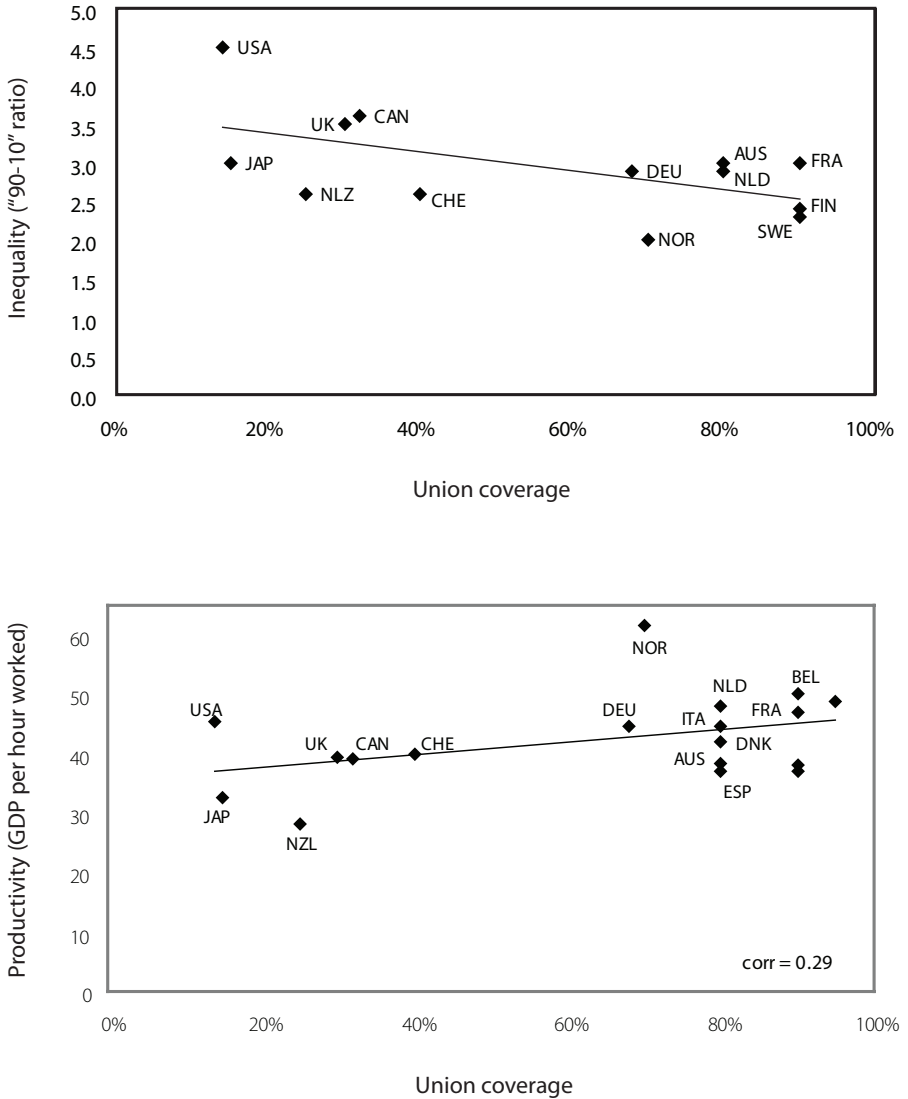 Inequality (“90-10” ratio)
5.0
4.5
4.0
3.5
3.0
2.5
2.0
1.5
1.0
0.5
0.0
USA
UK
CAN
JAP
NLZ
CHE
DEU
AUS
NLD
FRA
FIN
SWE
NOR
0%
20%
40%
60%
80%
100%
Union coverage
Productivity (GDP per hour worked)
60
50
40
30
20
10
0
NOR
USA
NLD
BEL
DEU
ITA
FRA
UK
CAN
CHE
DNK
AUS
ESP
JAP
NZL
corr = 0.29
0%
20%
40%
60%
80%
100%
Union coverage